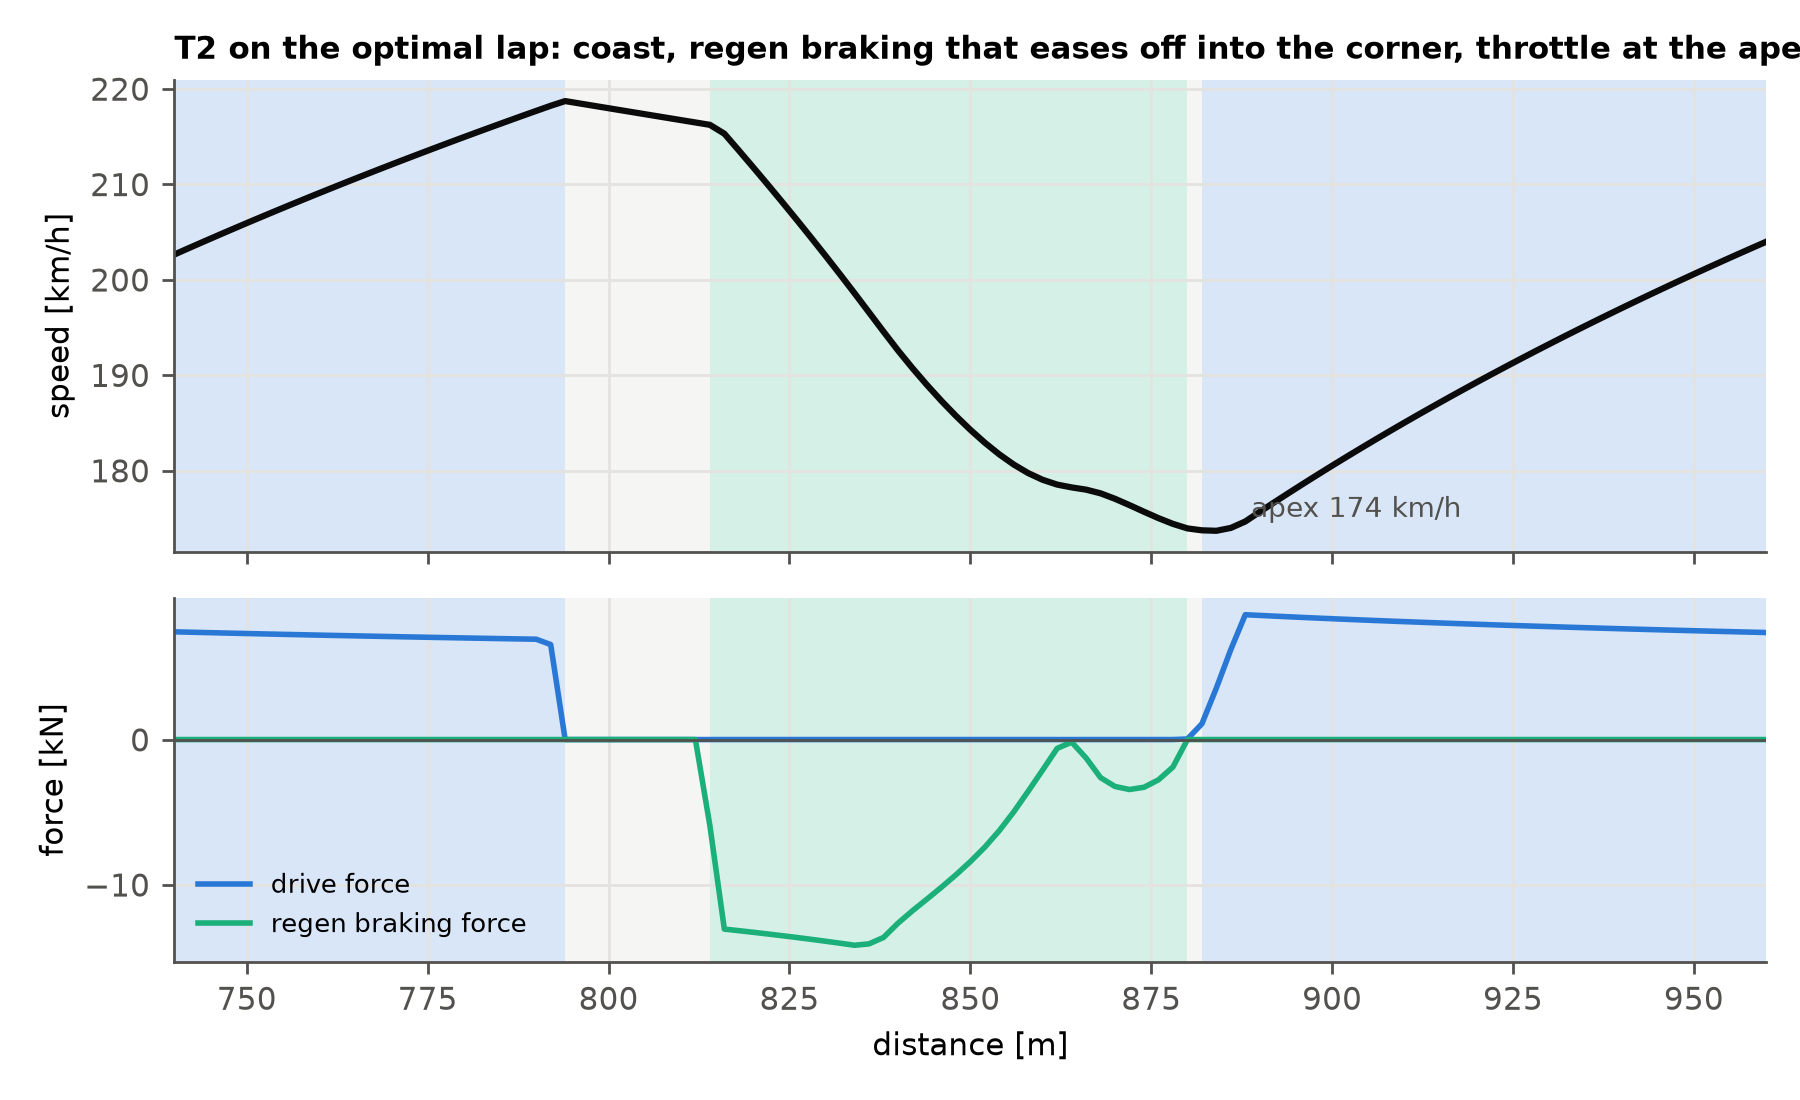 T2 on the optimal lap: coast, regen braking that eases off into the corner, throttle at the ape
220
210
200
190
180
speed [km/h]
apex 174 km/h
0
−10
force [kN]
drive force
regen braking force
750 775 800 825 850 875 900 925 950
distance [m]